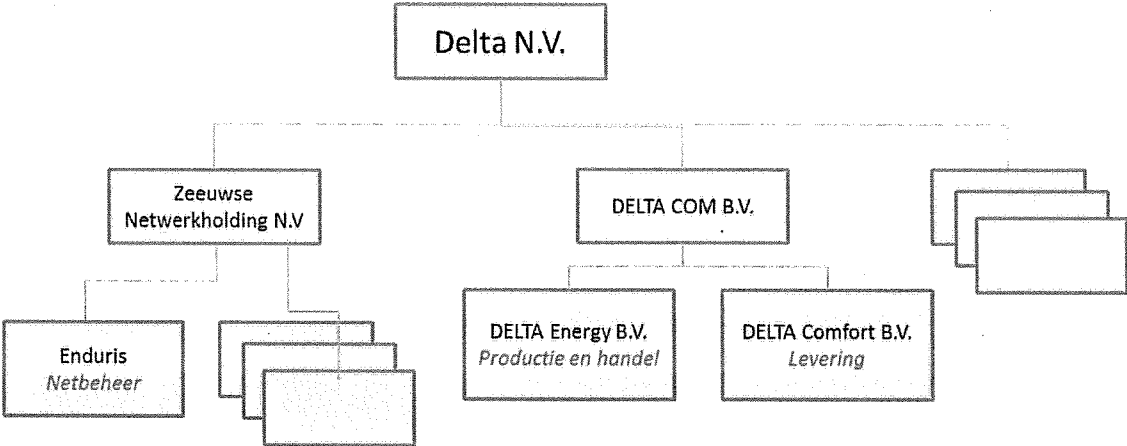 Delta N.V.
Zeeuwse
Netwerkholding N.V
DELTA COM B.V.
Enduris
Netbeheer
DELTA Energy B.V.
Productie en handel
DELTA Comfort B.V.
Levering